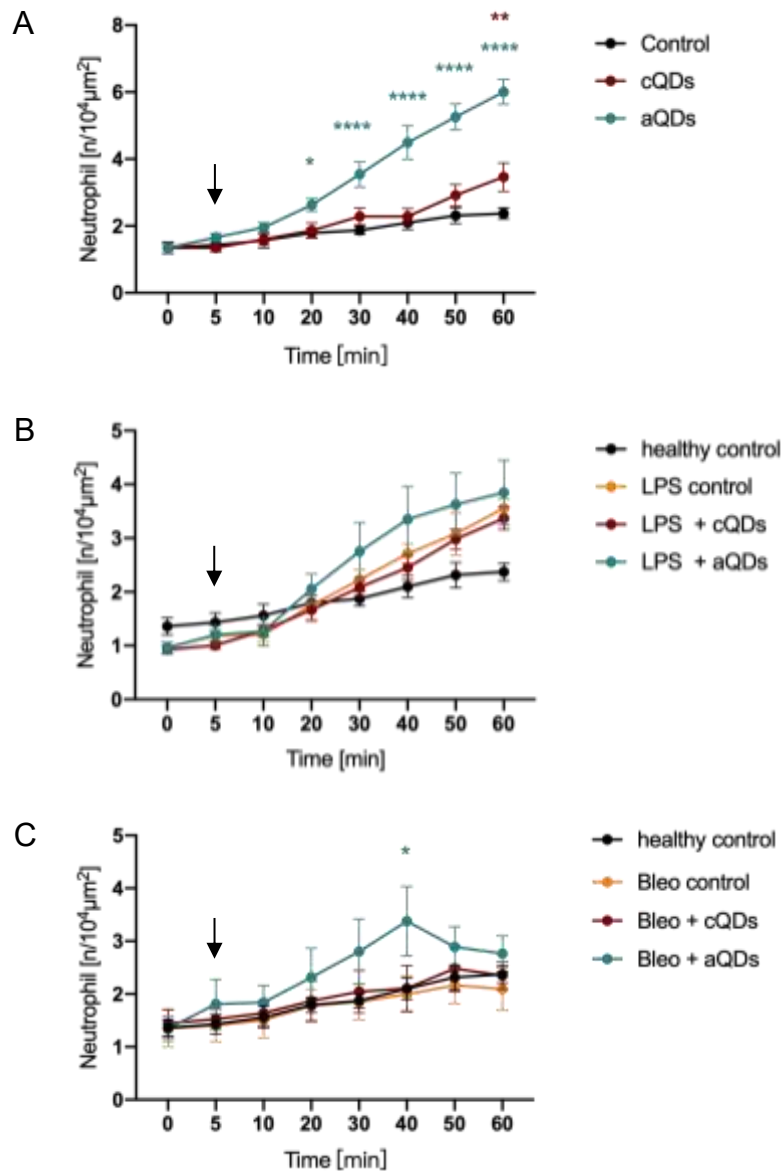 A
Neutrophil [n/10⁴µm²]
8
6
4
2
0
**
****
****
****
****
*
0 5 10 20 30 40 50 60
Time [min]
Control
cQDs
aQDs
B
Neutrophil [n/10⁴µm²]
5
4
3
2
1
0
0 5 10 20 30 40 50 60
Time [min]
healthy control
LPS control
LPS + cQDs
LPS + aQDs
C
Neutrophil [n/10⁴µm²]
5
4
3
2
1
0
*
0 5 10 20 30 40 50 60
Time [min]
healthy control
Bleo control
Bleo + cQDs
Bleo + aQDs